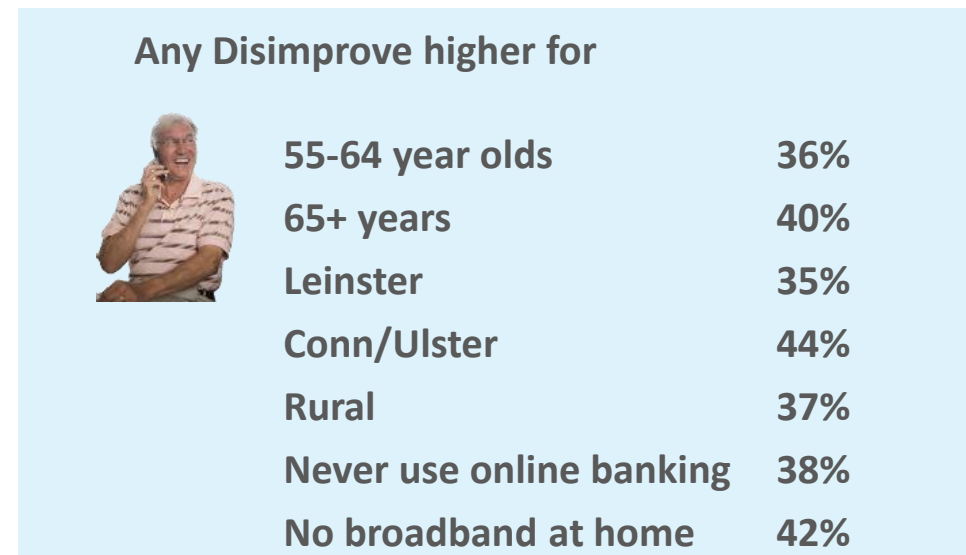 Any Disimprove higher for
55-64 year olds 36%
65+ years 40%
Leinster 35%
Conn/Ulster 44%
Rural 37%
Never use online banking 38%
No broadband at home 42%